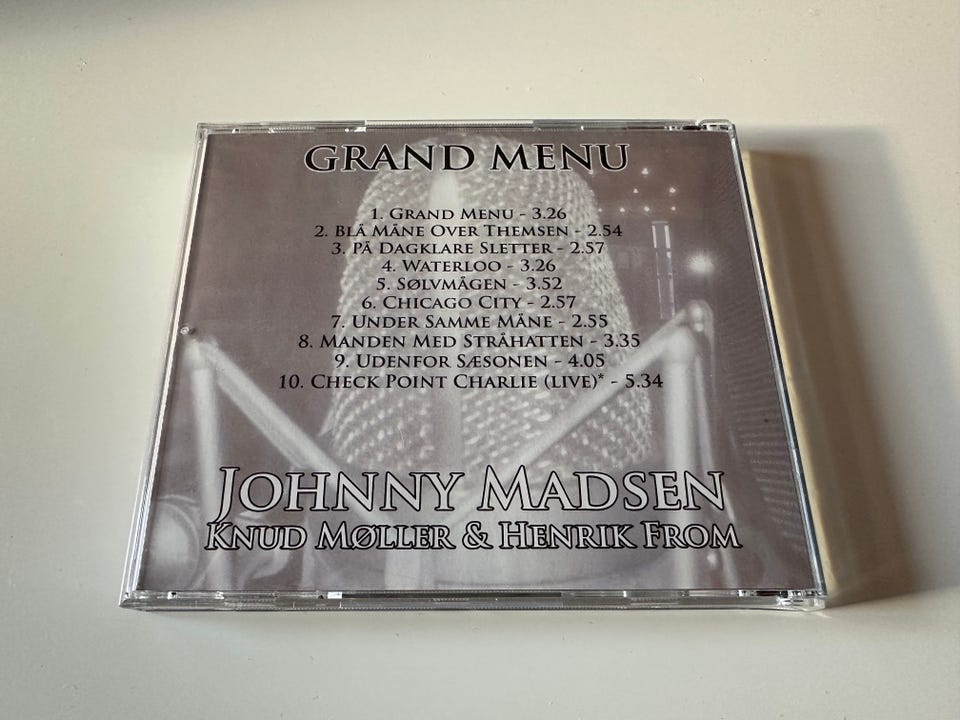 GRAND MENU
1. GRAND MENU - 3.26
2. BLÅ MÅNE OVER THEMSEN - 2.54
3. PÅ DAGKLARE SLETTER - 2.57
4. WATERLOO - 3.26
5. SØLVMÅGEN - 3.52
6. CHICAGO CITY - 2.57
7. UNDER SAMME MÅNE - 2.55
8. MANDEN MED STRÅHATTEN - 3.35
9. UDENFOR SÆSONEN - 4.05
10. CHECK POINT CHARLIE (LIVE)* - 5.34
JOHNNY MADSEN
KNUD MØLLER & HENRIK FROM